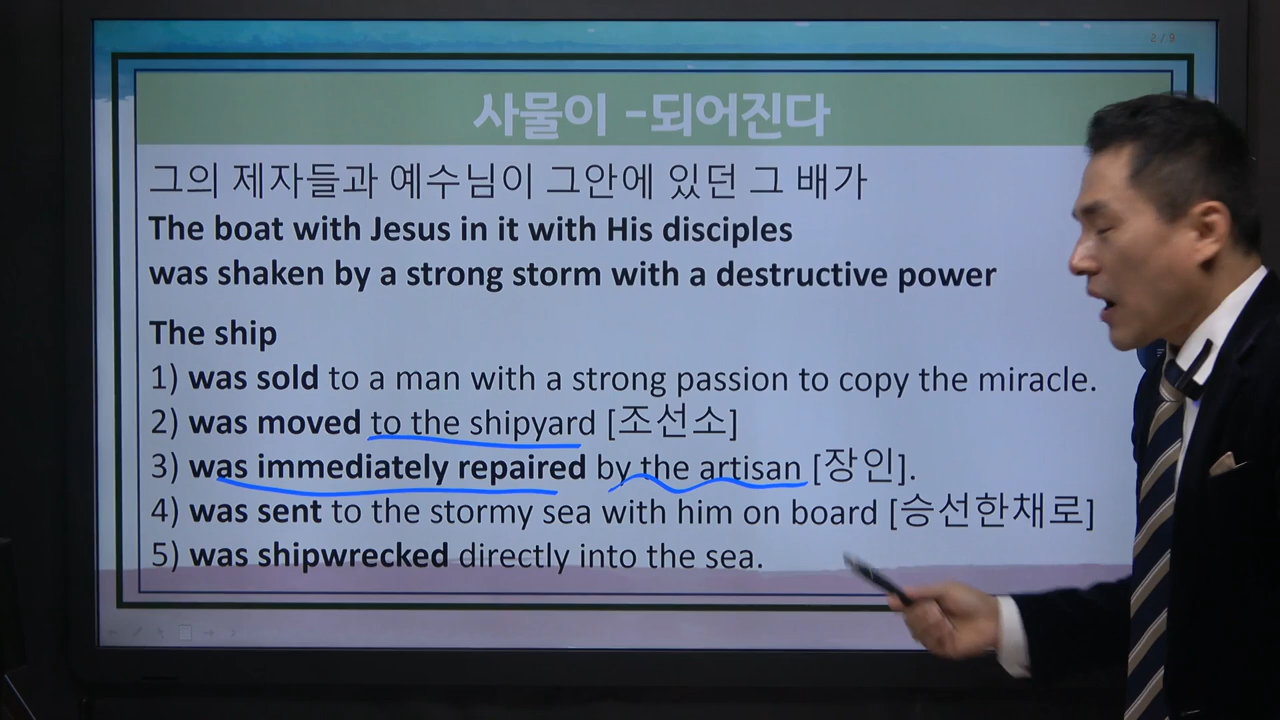 2 / 9
사물이 -되어진다
그의 제자들과 예수님이 그안에 있던 그 배가
The boat with Jesus in it with His disciples
was shaken by a strong storm with a destructive power
The ship
1) was sold to a man with a strong passion to copy the miracle.
2) was moved to the shipyard [조선소]
3) was immediately repaired by the artisan [장인].
4) was sent to the stormy sea with him on board [승선한채로]
5) was shipwrecked directly into the sea.